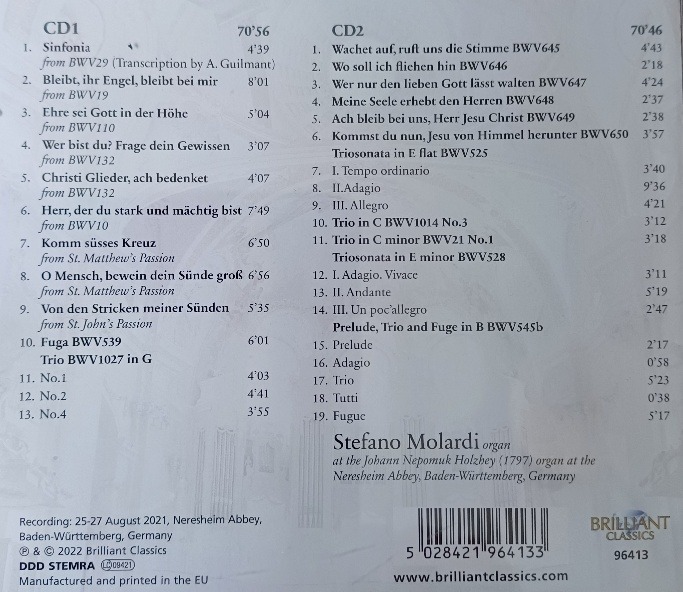 CD1 70'56
1. Sinfonia 4'39
from BWV29 (Transcription by A. Guilmant)
2. Bleibt, ihr Engel, bleibt bei mir 8'01
from BWV19
3. Ehre sei Gott in der Höhe 5'04
from BWV110
4. Wer bist du? Frage dein Gewissen 3'07
from BWV132
5. Christi Glieder, ach bedenket 4'07
from BWV132
6. Herr, der du stark und mächtig bist 7'49
from BWV10
7. Komm süsses Kreuz 6'50
from St. Matthew's Passion
8. O Mensch, bewein dein Sünde groß 6'56
from St. Matthew's Passion
9. Von den Stricken meiner Sünden 5'35
from St. John's Passion
10. Fuga BWV539 6'01
Trio BWV1027 in G
11. No.1 4'03
12. No.2 4'41
13. No.4 3'55
CD2 70'46
1. Wachet auf, ruft uns die Stimme BWV645 4'43
2. Wo soll ich fliehen hin BWV646 2'18
3. Wer nur den lieben Gott lässt walten BWV647 4'24
4. Meine Seele erhebt den Herren BWV648 2'37
5. Ach bleib bei uns, Herr Jesu Christ BWV649 2'38
6. Kommst du nun, Jesu von Himmel herunter BWV650 3'57
Triosonata in E flat BWV525
7. I. Tempo ordinario 3'40
8. II.Adagio 9'36
9. III. Allegro 4'21
10. Trio in C BWV1014 No.3 3'12
11. Trio in C minor BWV21 No.1 3'18
Triosonata in E minor BWV528
12. I. Adagio. Vivace 3'11
13. II. Andante 5'19
14. III. Un poc'allegro 2'47
Prelude, Trio and Fuge in B BWV545b
15. Prelude 2'17
16. Adagio 0'58
17. Trio 5'23
18. Tutti 0'38
19. Fugue 5'17
Stefano Molardi organ
at the Johann Nepomuk Holzhey (1797) organ at the
Neresheim Abbey, Baden-Württemberg, Germany
Recording: 25-27 August 2021, Neresheim Abbey,
Baden-Württemberg, Germany
℗ & © 2022 Brilliant Classics
DDD STEMRA LC 09421
Manufactured and printed in the EU
5 028421 964133
www.brilliantclassics.com
BRILLIANT
CLASSICS
96413